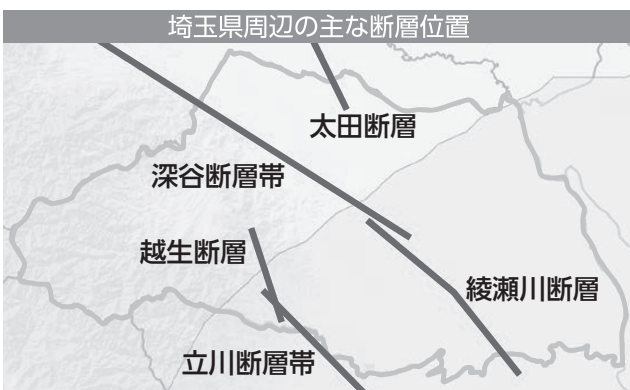 埼玉県周辺の主な断層位置
太田断層
深谷断層帯
越生断層
綾瀬川断層
立川断層帯